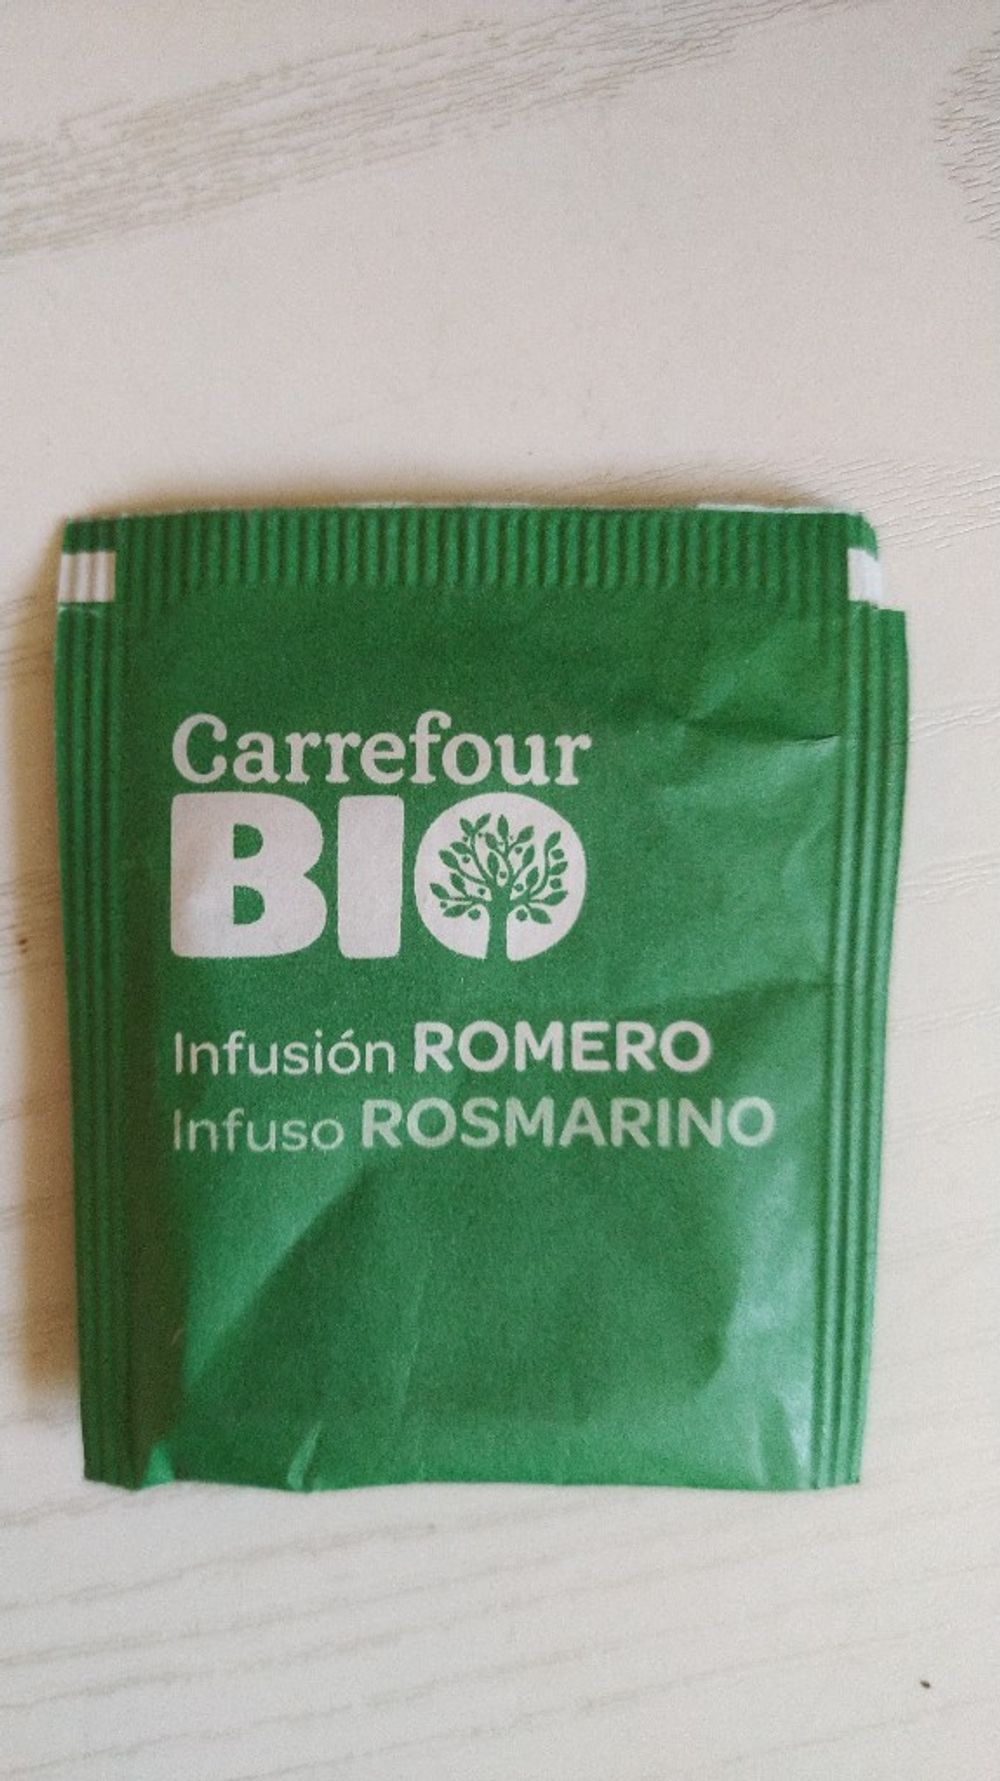 Carrefour
BIO
Infusión ROMERO
Infuso ROSMARINO